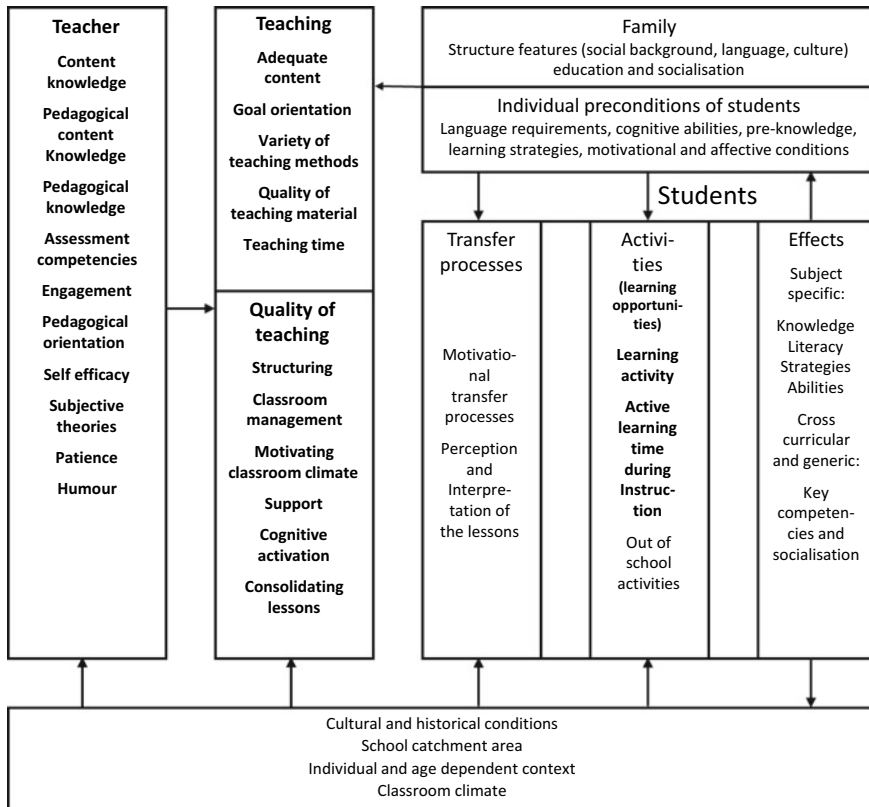 Teacher
Content
knowledge
Pedagogical
content
Knowledge
Pedagogical
knowledge
Assessment
competencies
Engagement
Pedagogical
orientation
Self efficacy
Subjective
theories
Patience
Humour
Teaching
Adequate
content
Goal orientation
Variety of
teaching methods
Quality of
teaching material
Teaching time
Quality of
teaching
Structuring
Classroom
management
Motivating
classroom climate
Support
Cognitive
activation
Consolidating
lessons
Family
Structure features (social background, language, culture)
education and socialisation
Individual preconditions of students
Language requirements, cognitive abilities, pre-knowledge,
learning strategies, motivational and affective conditions
Students
Transfer
processes
Motivatio-
nal
transfer
processes
Perception
and
Interpre-
tation of
the lessons
Activi-
ties
(learning
opportuni-
ties)
Learning
activity
Active
learning
time
during
Instruc-
tion
Out of
school
activities
Effects
Subject
specific:
Knowledge
Literacy
Strategies
Abilities
Cross
curricular
and generic:
Key
competen-
cies and
socialisation
Cultural and historical conditions
School catchment area
Individual and age dependent context
Classroom climate